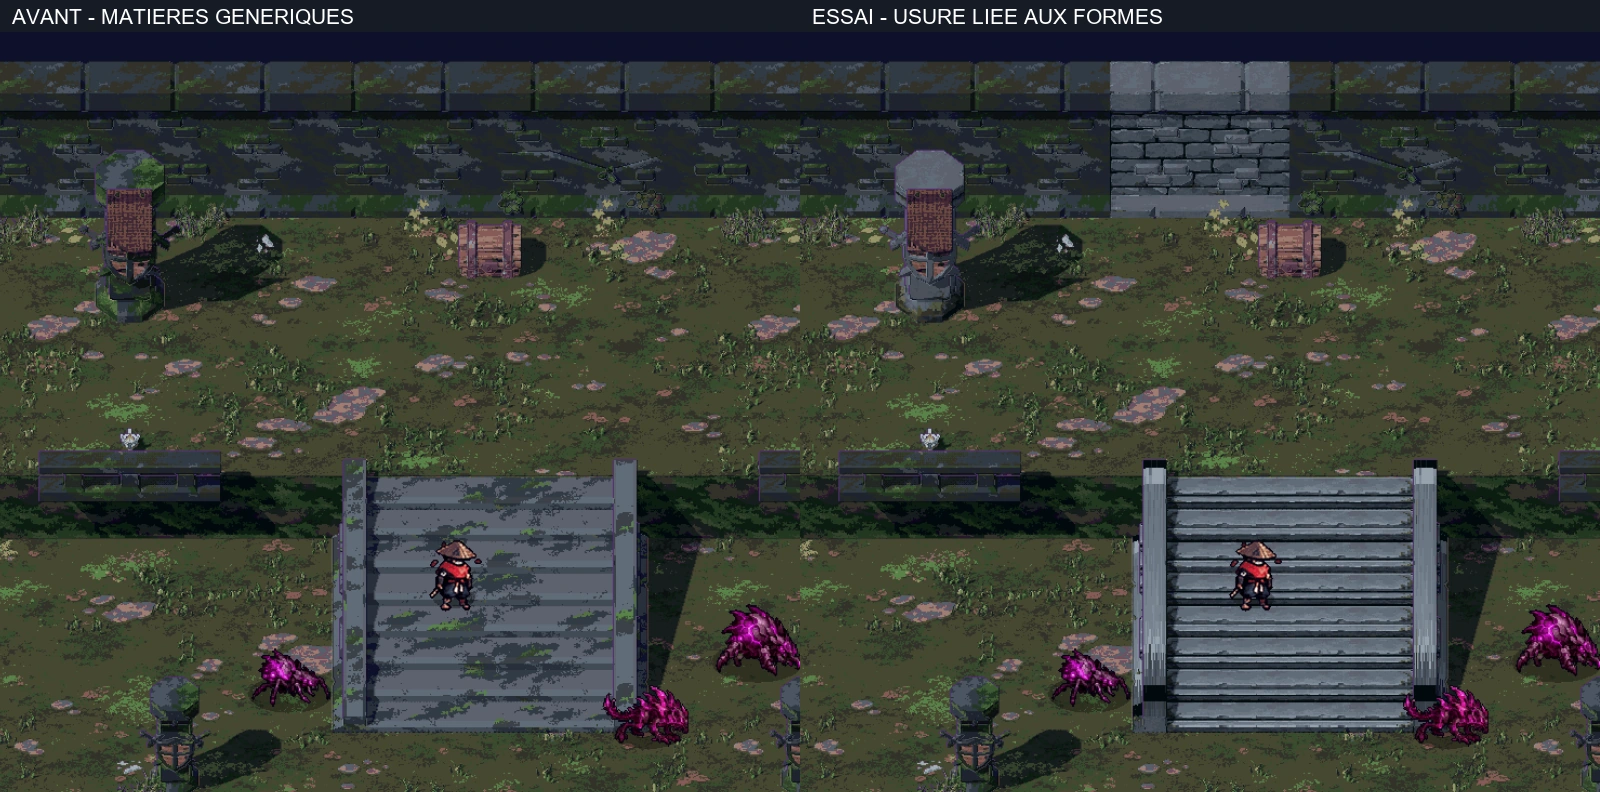 AVANT - MATIERES GENERIQUES
ESSAI - USURE LIEE AUX FORMES